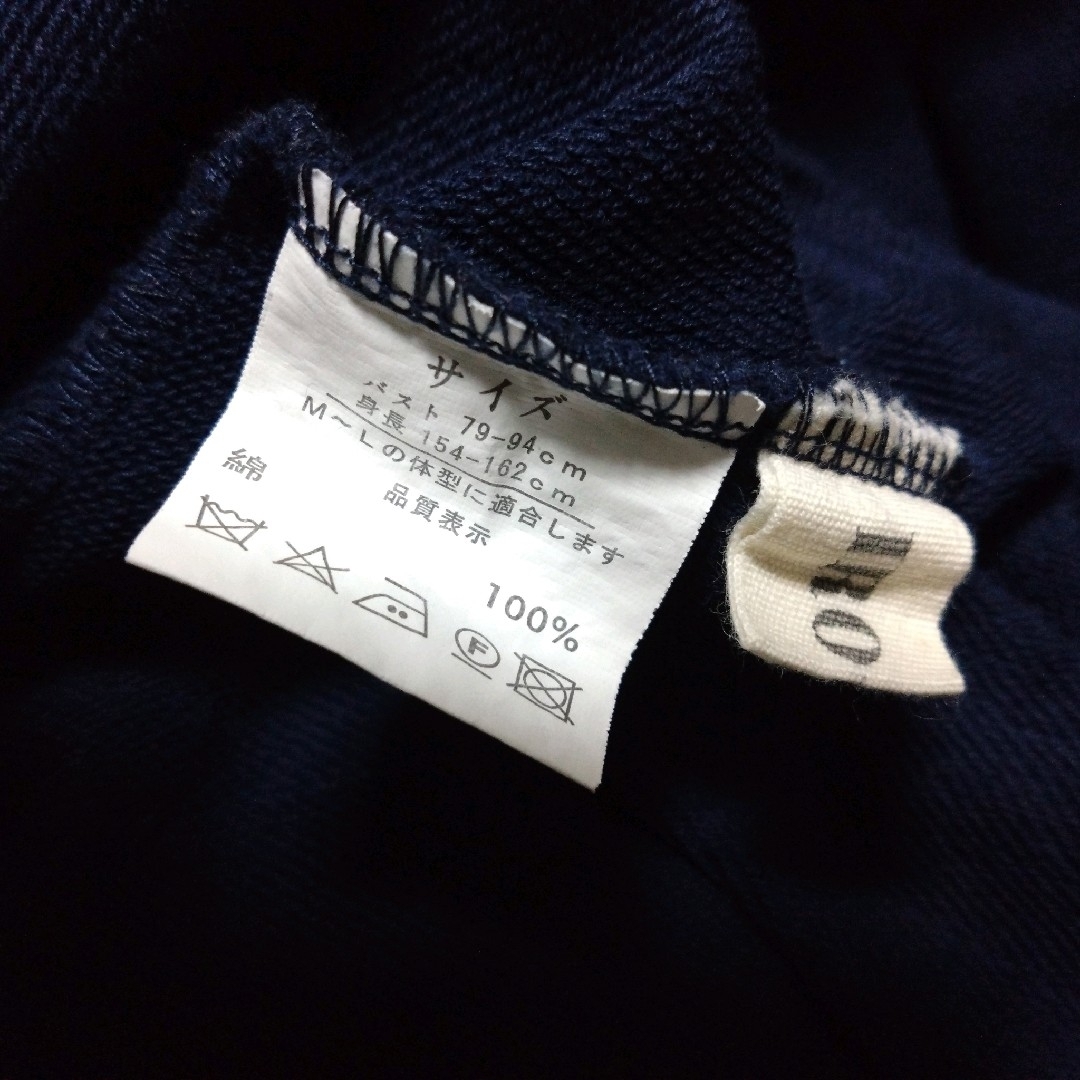 サイズ
バスト 79-94cm
身長 154-162cm
M～Lの体型に適合します
品質表示
綿 100%
F
IRO